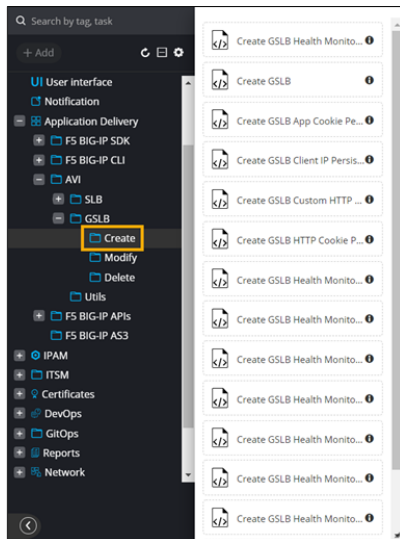 Search by tag, task
+ Add
UI User interface
Notification
Application Delivery
F5 BIG-IP SDK
F5 BIG-IP CLI
AVI
SLB
GSLB
Create
Modify
Delete
Utils
F5 BIG-IP APIs
F5 BIG-IP AS3
IPAM
ITSM
Certificates
DevOps
GitOps
Reports
Network
Create GSLB Health Monito...
Create GSLB
Create GSLB App Cookie Pe...
Create GSLB Client IP Persis...
Create GSLB Custom HTTP ...
Create GSLB HTTP Cookie P...
Create GSLB Health Monito...
Create GSLB Health Monito...
Create GSLB Health Monito...
Create GSLB Health Monito...
Create GSLB Health Monito...
Create GSLB Health Monito...
Create GSLB Health Monito...